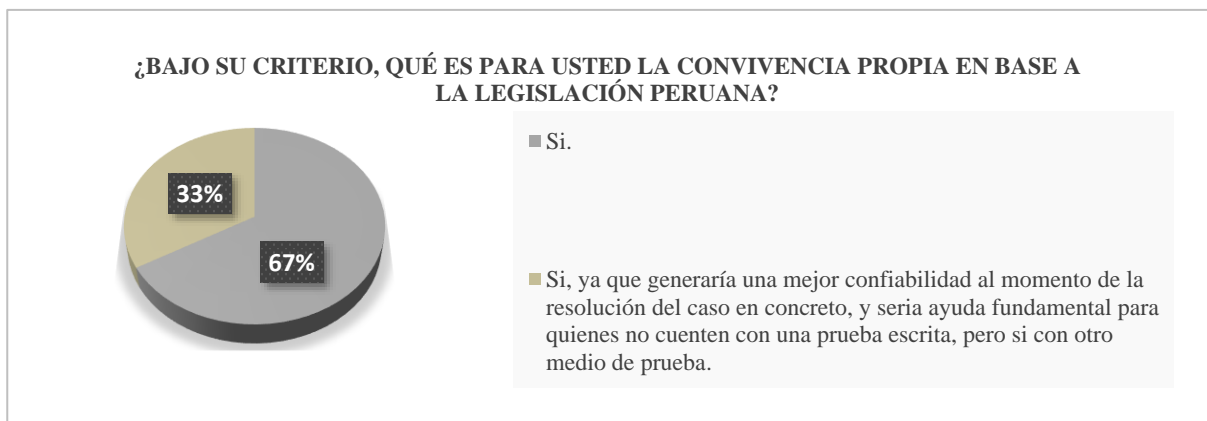 ¿BAJO SU CRITERIO, QUÉ ES PARA USTED LA CONVIVENCIA PROPIA EN BASE A
LA LEGISLACIÓN PERUANA?
33%
67%
Si.
Si, ya que generaría una mejor confiabilidad al momento de la
resolución del caso en concreto, y seria ayuda fundamental para
quienes no cuenten con una prueba escrita, pero si con otro
medio de prueba.